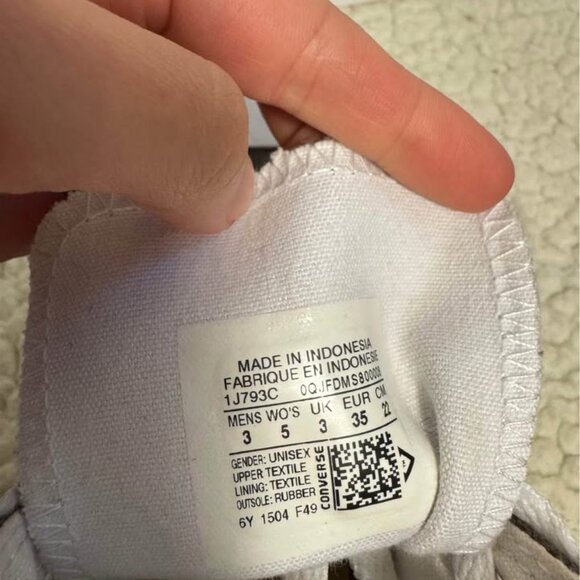 MADE IN INDONESIA
FABRIQUE EN INDONESIE
1J793C 0QJFDMS800006
MENS WO'S UK EUR CM
3 5 3 35 22
GENDER: UNISEX
UPPER TEXTILE
LINING: TEXTILE
OUTSOLE: RUBBER
6Y 1504 F49
CONVERSE